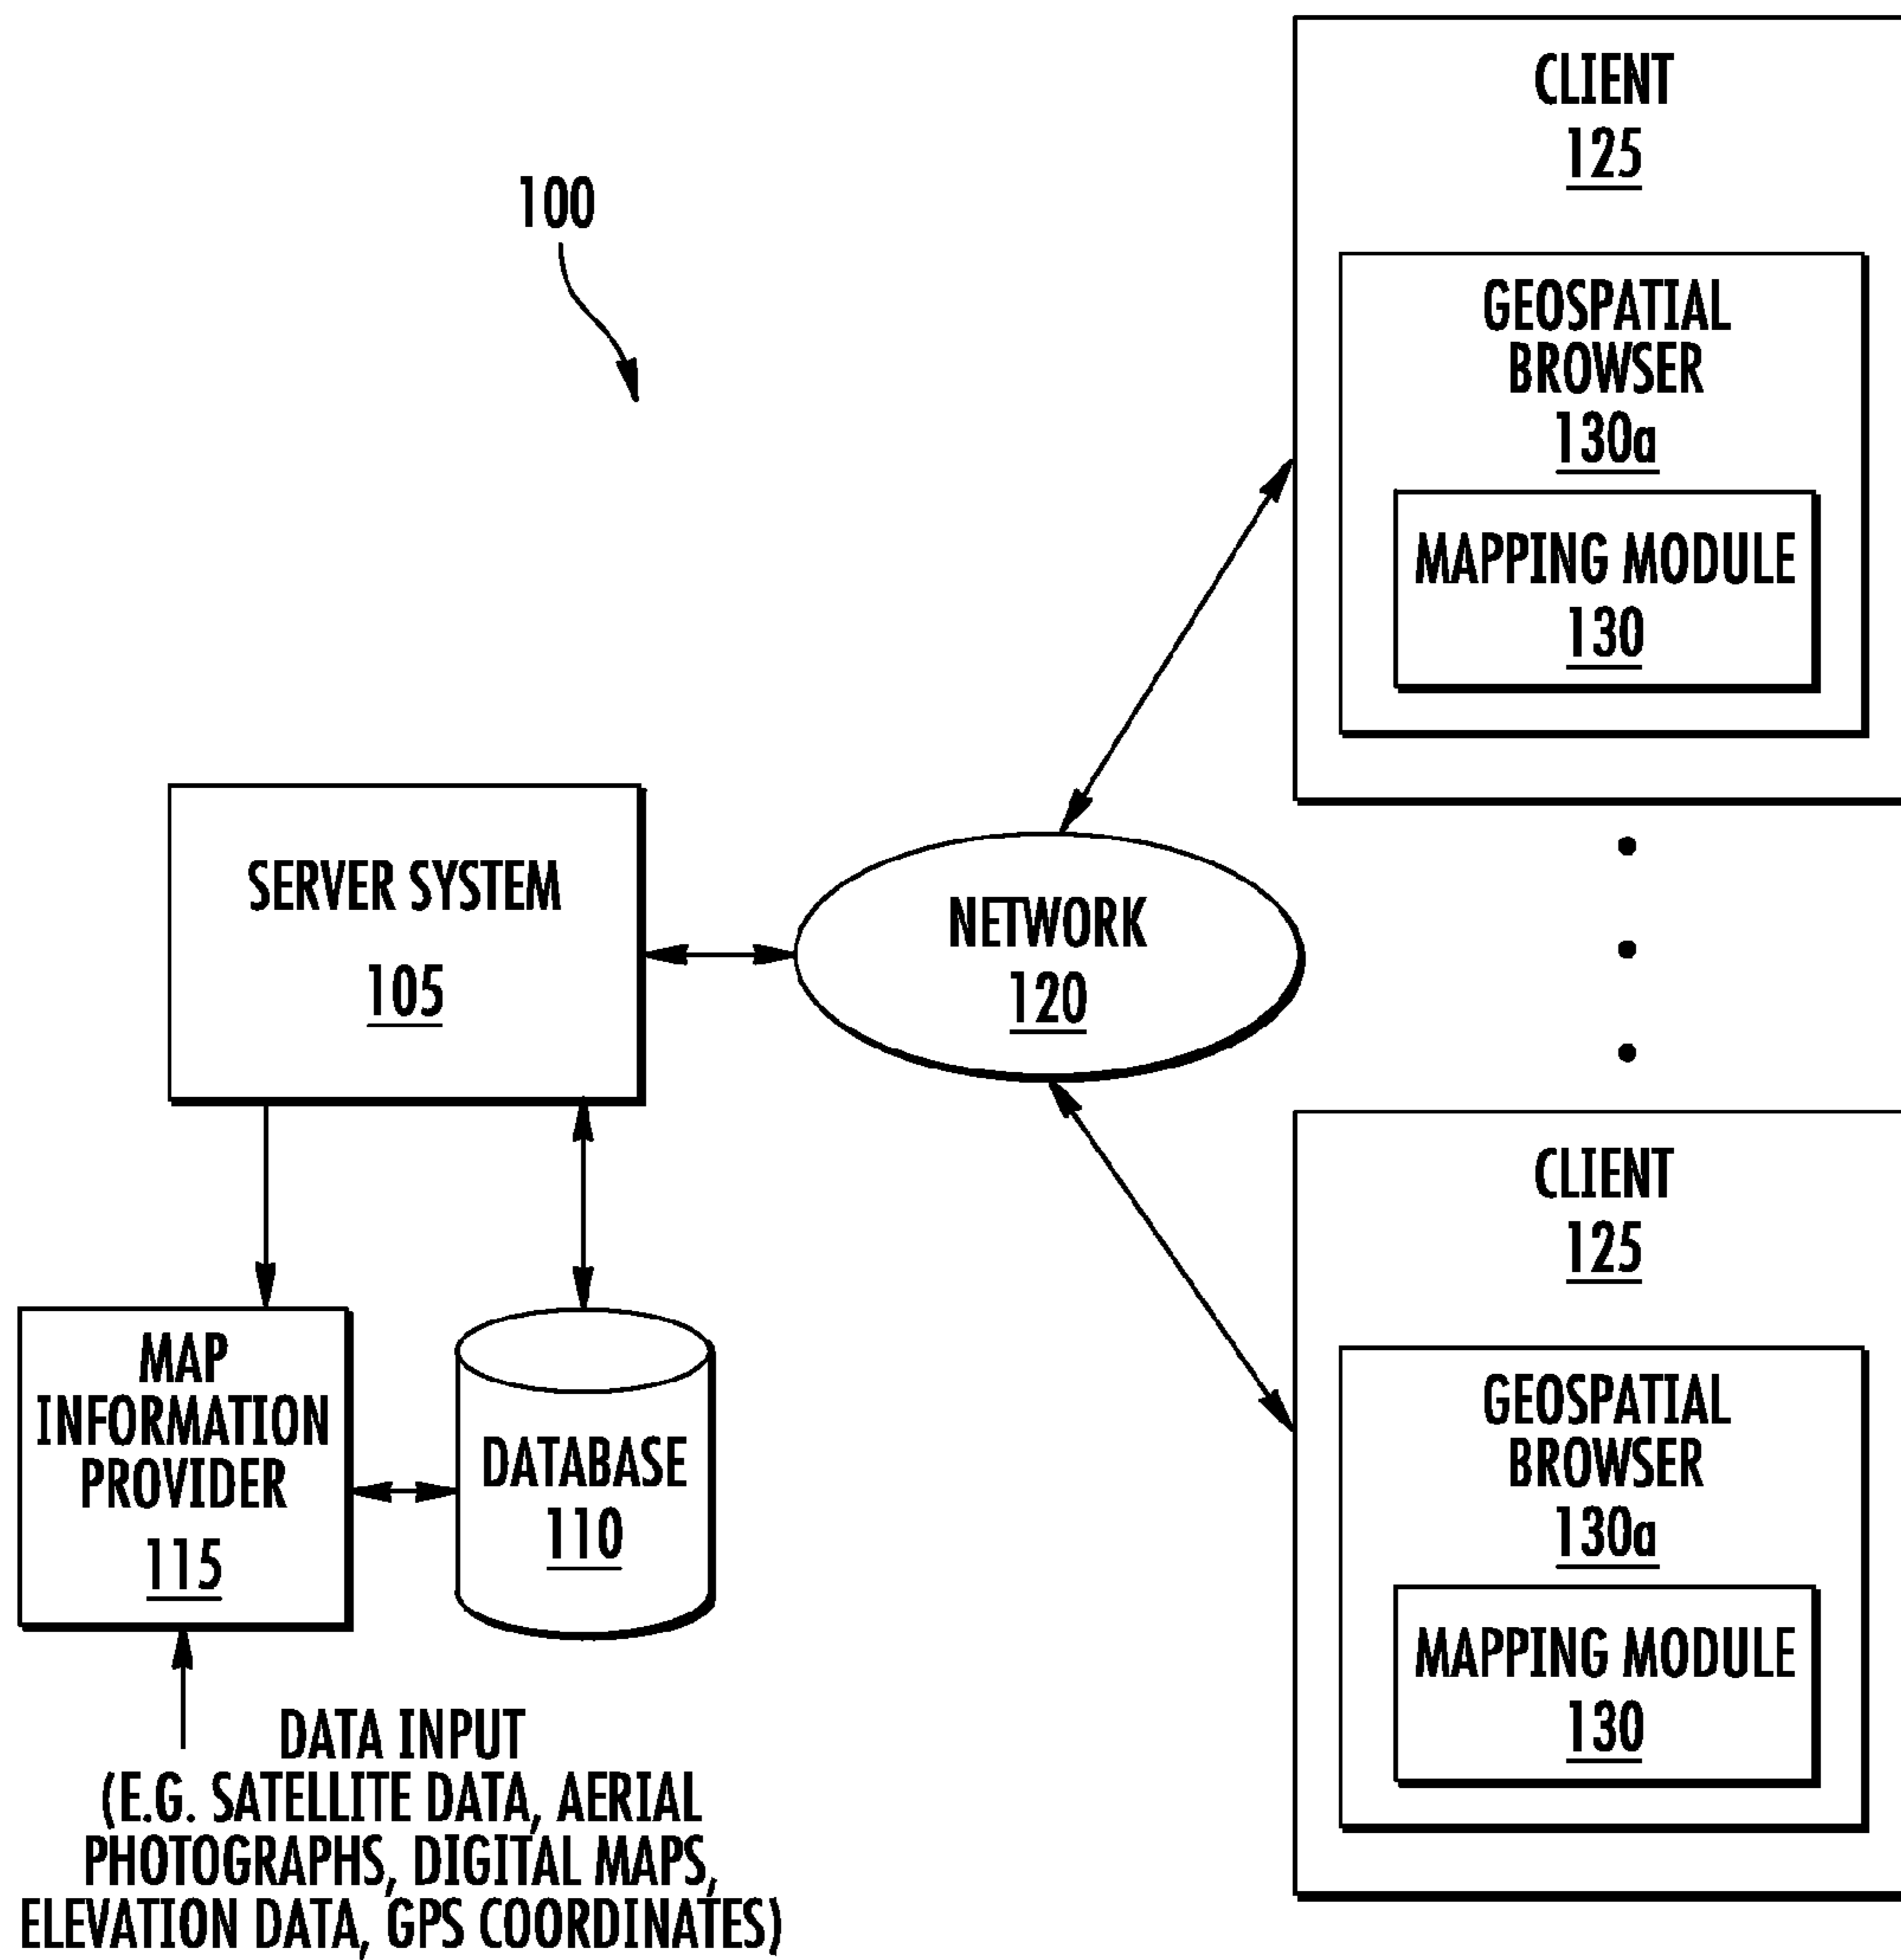 100
CLIENT
125
GEOSPATIAL
BROWSER
130a
MAPPING MODULE
130
SERVER SYSTEM
105
NETWORK
120
CLIENT
125
GEOSPATIAL
BROWSER
130a
MAPPING MODULE
130
MAP
INFORMATION
PROVIDER
115
DATABASE
110
DATA INPUT
(E.G. SATELLITE DATA, AERIAL
PHOTOGRAPHS, DIGITAL MAPS,
ELEVATION DATA, GPS COORDINATES)